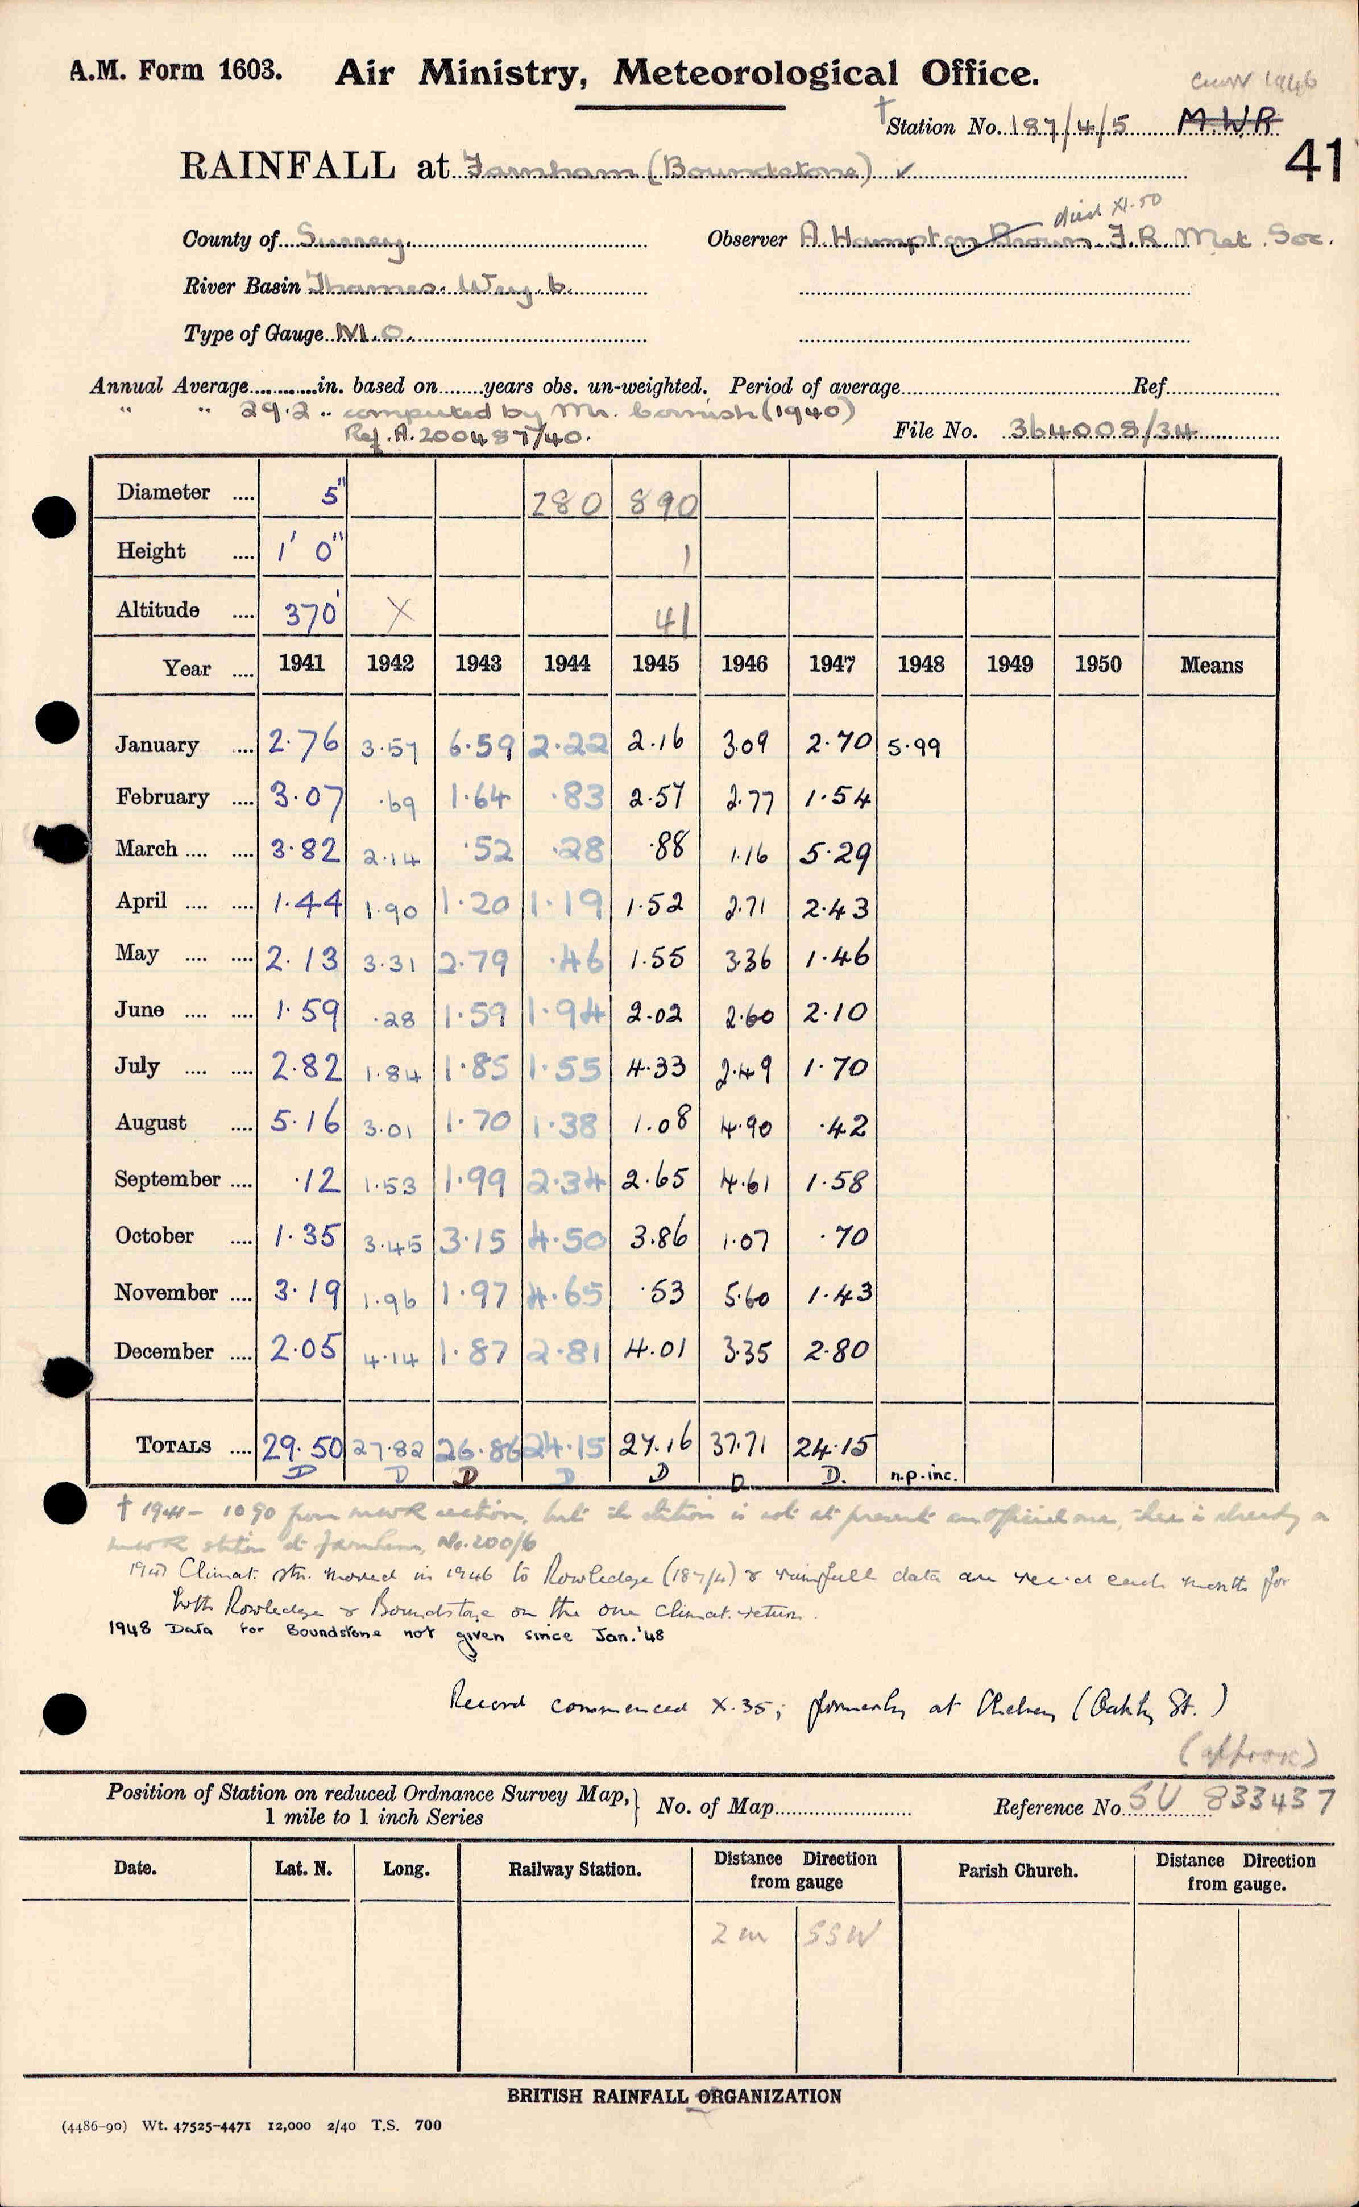 A.M. Form 1603. Air Ministry, Meteorological Office.
1946
† Station No. 187/4/5 M.W.R
41
RAINFALL at Farnham (Boundstone) ✓
died XI.50
County of Surrey. Observer A. Hampton Brown. F.R. Met. Soc.
River Basin Thames. Wey. b.
Type of Gauge M.O.
Annual Average in. based on years obs. un-weighted. Period of average Ref.
" " 29.2 .. computed by Mr. Cornish (1940)
Ref. A. 200487/40. File No. 364008/34
Diameter .... 5" 280 890
Height .... 1' 0" 1
Altitude .... 370' X 41
Year .... 1941 1942 1943 1944 1945 1946 1947 1948 1949 1950 Means
January .... 2.76 3.57 6.59 2.22 2.16 3.09 2.70 5.99
February .... 3.07 .69 1.64 .83 2.57 2.77 1.54
March .... .... 3.82 2.14 .52 .28 .88 1.16 5.29
April .... .... 1.44 1.90 1.20 1.19 1.52 2.71 2.43
May .... .... 2.13 3.31 2.79 .46 1.55 3.36 1.46
June .... .... 1.59 .28 1.59 1.94 2.02 2.60 2.10
July .... .... 2.82 1.84 1.85 1.55 4.33 2.49 1.70
August .... 5.16 3.01 1.70 1.38 1.08 4.90 .42
September .... .12 1.53 1.99 2.34 2.65 4.61 1.58
October .... 1.35 3.45 3.15 4.50 3.86 1.07 .70
November .... 3.19 1.96 1.97 4.65 .53 5.60 1.43
December .... 2.05 4.14 1.87 2.81 4.01 3.35 2.80
TOTALS .... 29.50 27.82 26.86 24.15 27.16 37.71 24.15
D D D D D D D. n.p.inc.
† 1941 - 1090 from MWR section, but the station is not at present an official one, there is already a
MWR station at Farnham, No. 200/6
1947 Climat. stn. moved in 1946 to Rowledge (187/4) & rainfall data are rec'd each month for
both Rowledge & Boundstone on the one climat. return.
1948 Data for Boundstone not given since Jan. '48
Record commenced X.35; formerly at Chelsea (Oakley St.)
(approx)
Position of Station on reduced Ordnance Survey Map, 1 mile to 1 inch Series } No. of Map Reference No. SU 833437
Date. Lat. N. Long. Railway Station. Distance Direction from gauge Parish Church. Distance Direction from gauge.
2 m SSW
BRITISH RAINFALL ORGANIZATION
(4486-90) Wt. 47525-4471 12,000 2/40 T.S. 700